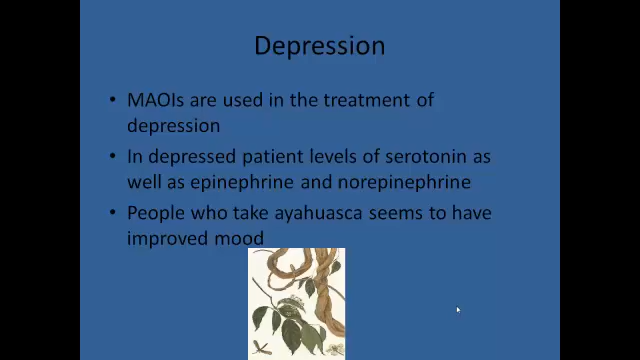 Depression
• MAOIs are used in the treatment of
depression
• In depressed patient levels of serotonin as
well as epinephrine and norepinephrine
• People who take ayahuasca seems to have
improved mood